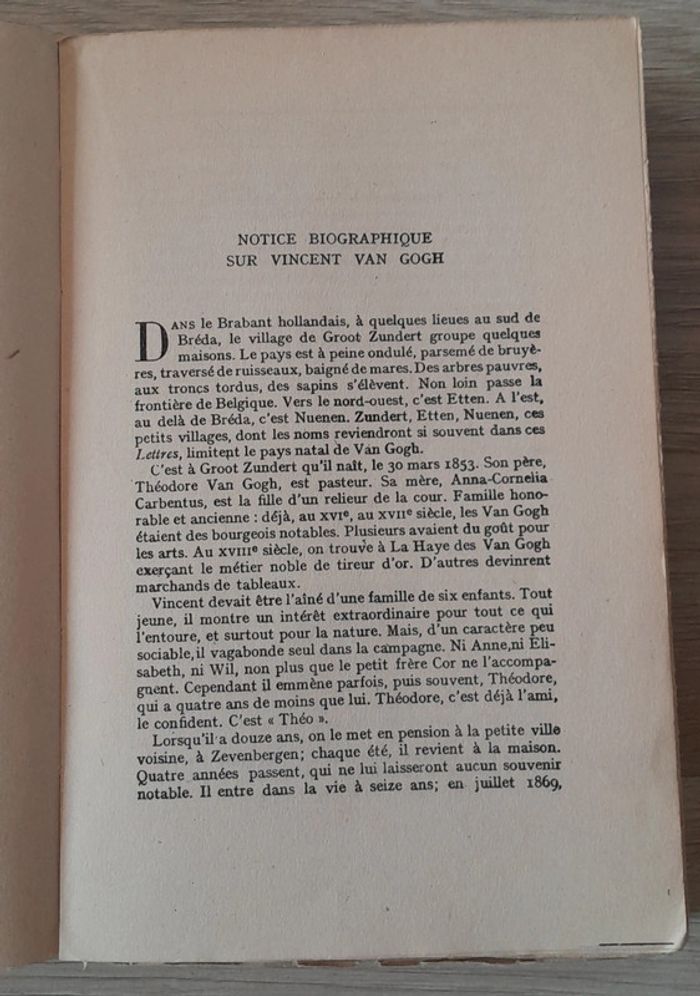 NOTICE BIOGRAPHIQUE
SUR VINCENT VAN GOGH
DANS le Brabant hollandais, à quelques lieues au sud de
Bréda, le village de Groot Zundert groupe quelques
maisons. Le pays est à peine ondulé, parsemé de bruyè-
res, traversé de ruisseaux, baigné de mares. Des arbres pauvres,
aux troncs tordus, des sapins s'élèvent. Non loin passe la
frontière de Belgique. Vers le nord-ouest, c'est Etten. A l'est,
au delà de Bréda, c'est Nuenen. Zundert, Etten, Nuenen, ces
petits villages, dont les noms reviendront si souvent dans ces
Lettres, limitent le pays natal de Van Gogh.
C'est à Groot Zundert qu'il naît, le 30 mars 1853. Son père,
Théodore Van Gogh, est pasteur. Sa mère, Anna-Cornelia
Carbentus, est la fille d'un relieur de la cour. Famille hono-
rable et ancienne : déjà, au XVIe, au XVIIe siècle, les Van Gogh
étaient des bourgeois notables. Plusieurs avaient du goût pour
les arts. Au XVIIIe siècle, on trouve à La Haye des Van Gogh
exerçant le métier noble de tireur d'or. D'autres devinrent
marchands de tableaux.
Vincent devait être l'aîné d'une famille de six enfants. Tout
jeune, il montre un intérêt extraordinaire pour tout ce qui
l'entoure, et surtout pour la nature. Mais, d'un caractère peu
sociable, il vagabonde seul dans la campagne. Ni Anne, ni Eli-
sabeth, ni Wil, non plus que le petit frère Cor ne l'accompa-
gnent. Cependant il emmène parfois, puis souvent, Théodore,
qui a quatre ans de moins que lui. Théodore, c'est déjà l'ami,
le confident. C'est « Théo ».
Lorsqu'il a douze ans, on le met en pension à la petite ville
voisine, à Zevenbergen; chaque été, il revient à la maison.
Quatre années passent, qui ne lui laisseront aucun souvenir
notable. Il entre dans la vie à seize ans; en juillet 1869,